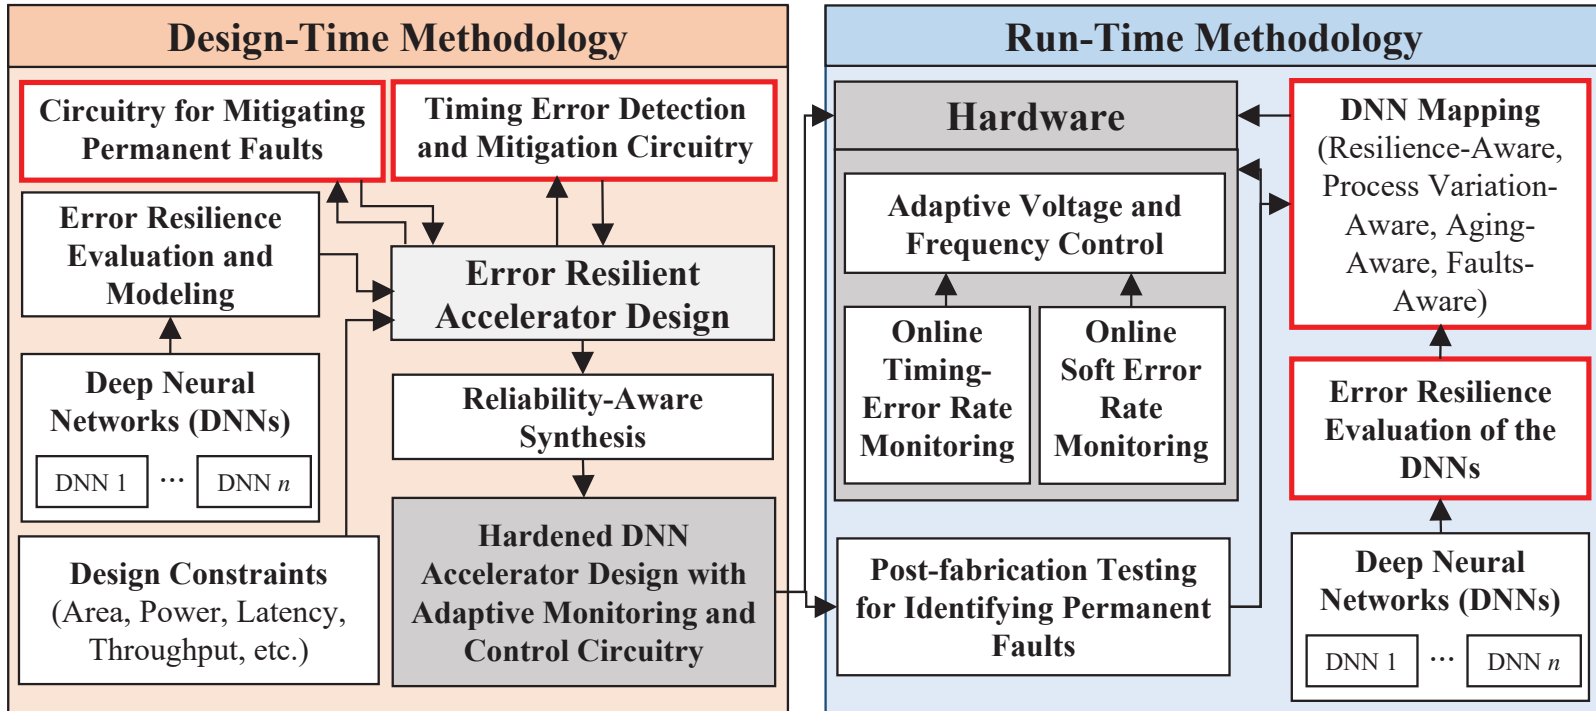 Design-Time Methodology
Circuitry for Mitigating
Permanent Faults
Timing Error Detection
and Mitigation Circuitry
Error Resilience
Evaluation and
Modeling
Error Resilient
Accelerator Design
Deep Neural
Networks (DNNs)
DNN 1 ... DNN n
Reliability-Aware
Synthesis
Design Constraints
(Area, Power, Latency,
Throughput, etc.)
Hardened DNN
Accelerator Design with
Adaptive Monitoring and
Control Circuitry
Run-Time Methodology
Hardware
Adaptive Voltage and
Frequency Control
Online
Timing-
Error Rate
Monitoring
Online
Soft Error
Rate
Monitoring
Post-fabrication Testing
for Identifying Permanent
Faults
DNN Mapping
(Resilience-Aware,
Process Variation-
Aware, Aging-
Aware, Faults-
Aware)
Error Resilience
Evaluation of the
DNNs
Deep Neural
Networks (DNNs)
DNN 1 ... DNN n